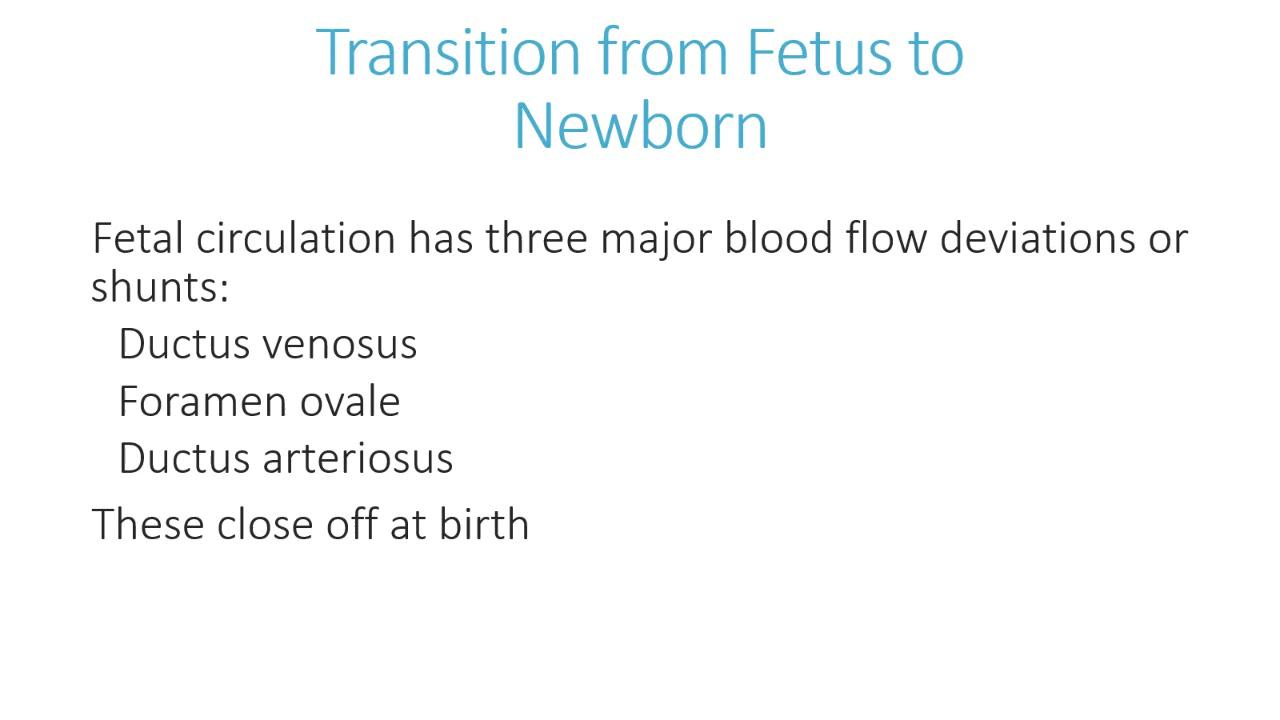 Transition from Fetus to
Newborn
Fetal circulation has three major blood flow deviations or
shunts:
Ductus venosus
Foramen ovale
Ductus arteriosus
These close off at birth